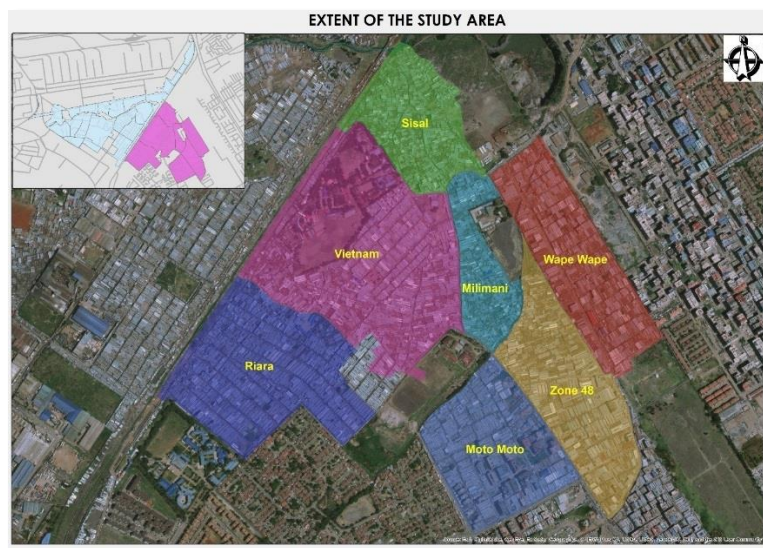 EXTENT OF THE STUDY AREA
Sisal
Vietnam
Wape Wape
Milimani
Riara
Zone 48
Moto Moto